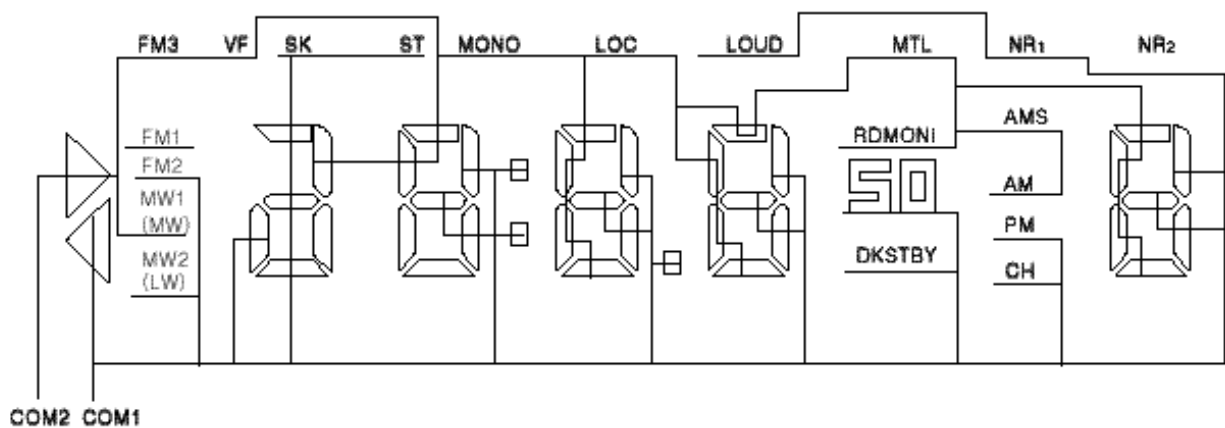 FM3 VF SK ST MONO LOC LOUD MTL NR1 NR2
FM1
FM2
MW1
(MW)
MW2
(LW)
RDMONi
SO
DKSTBY
AMS
AM
PM
CH
COM2 COM1